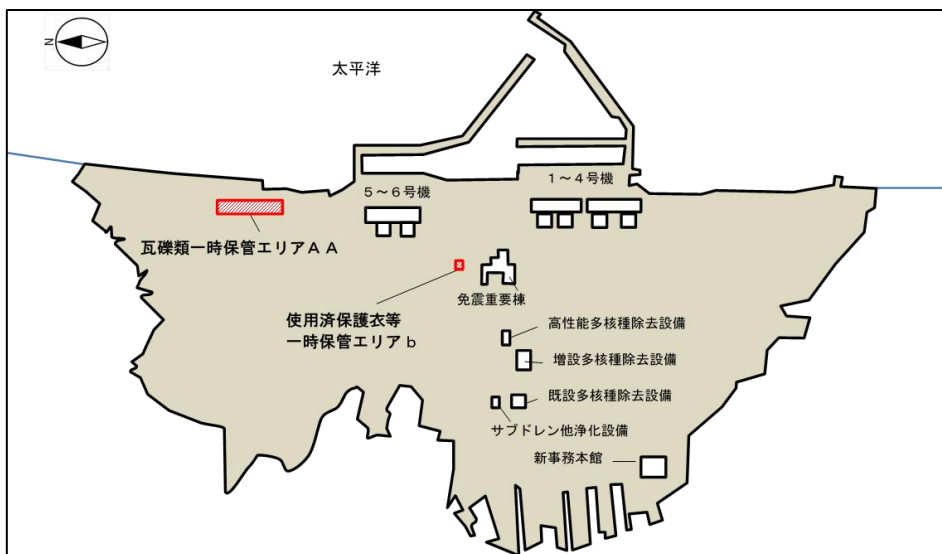 N
太平洋
1～4号機
5～6号機
瓦礫類一時保管エリアAA
免震重要棟
使用済保護衣等
一時保管エリアb
高性能多核種除去設備
増設多核種除去設備
既設多核種除去設備
サブドレン他浄化設備
新事務本館